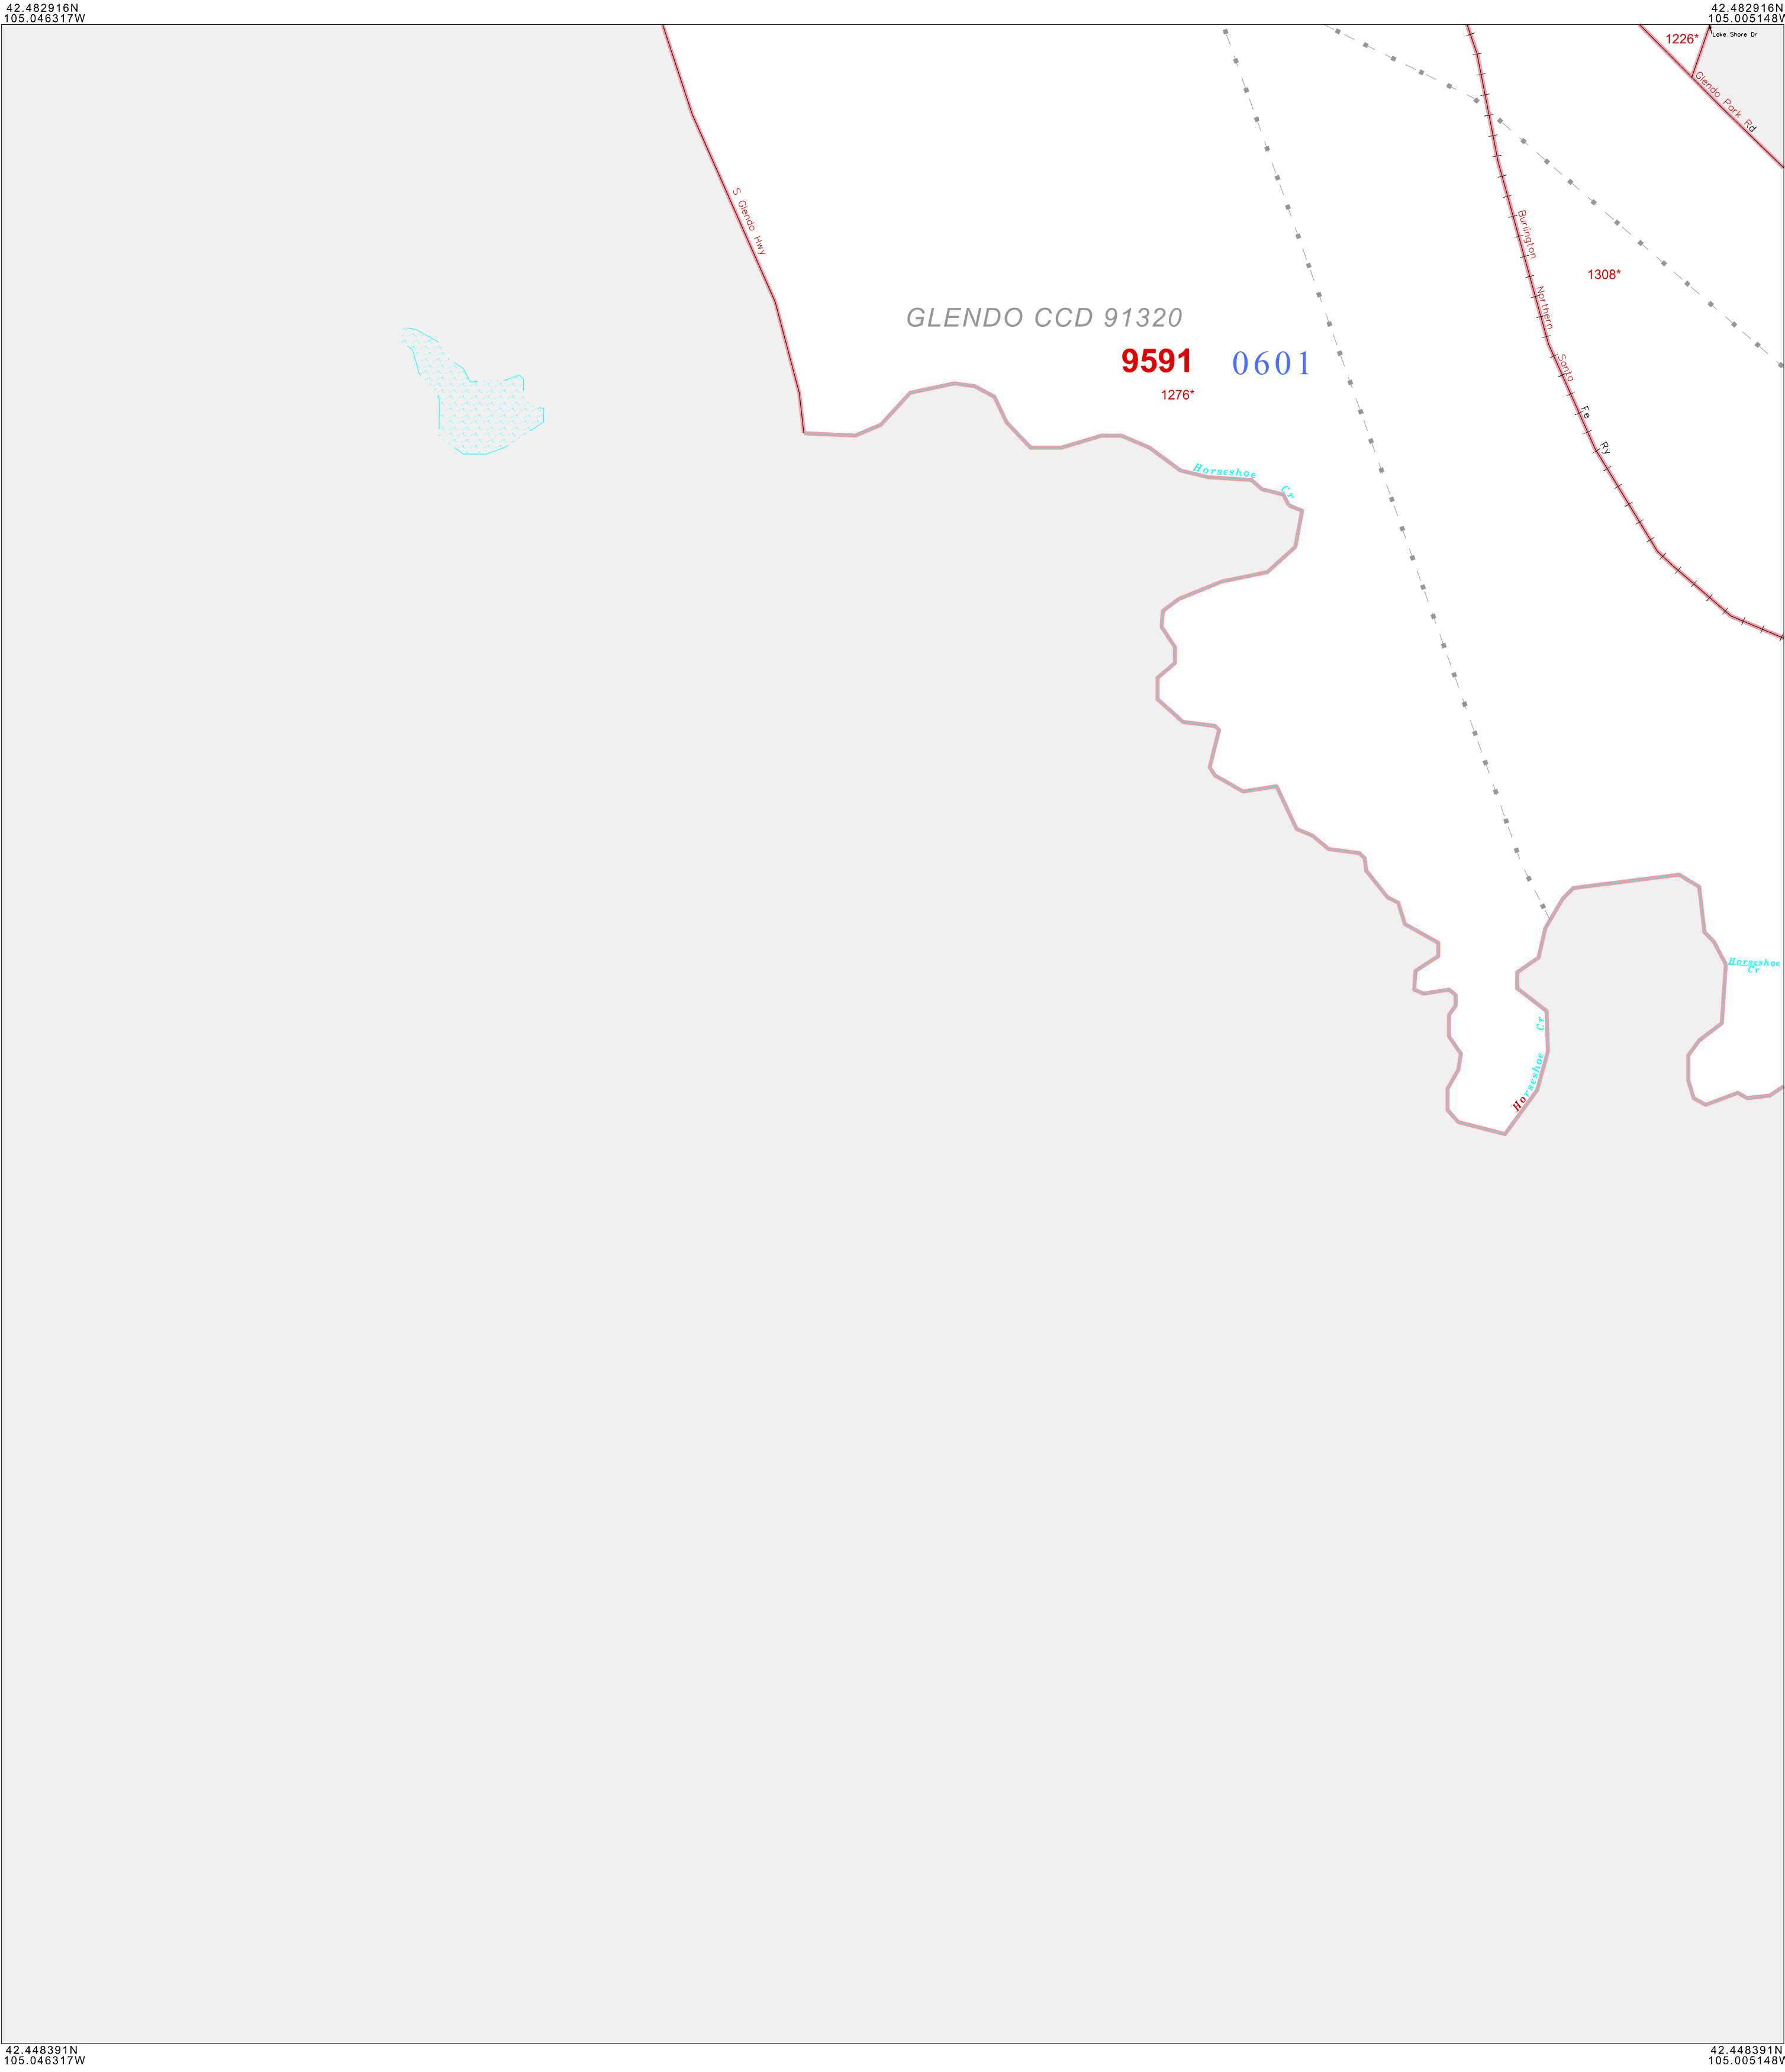 42.482916N
105.046317W
42.482916N
105.005148W
1226*
Lake Shore Dr
Glendo Park Rd
S Glendo Hwy
Burlington Northern Santa Fe Ry
1308*
GLENDO CCD 91320
9591 0601
1276*
Horseshoe Cr
Horseshoe
Cr
Horseshoe Cr
42.448391N
105.046317W
42.448391N
105.005148W